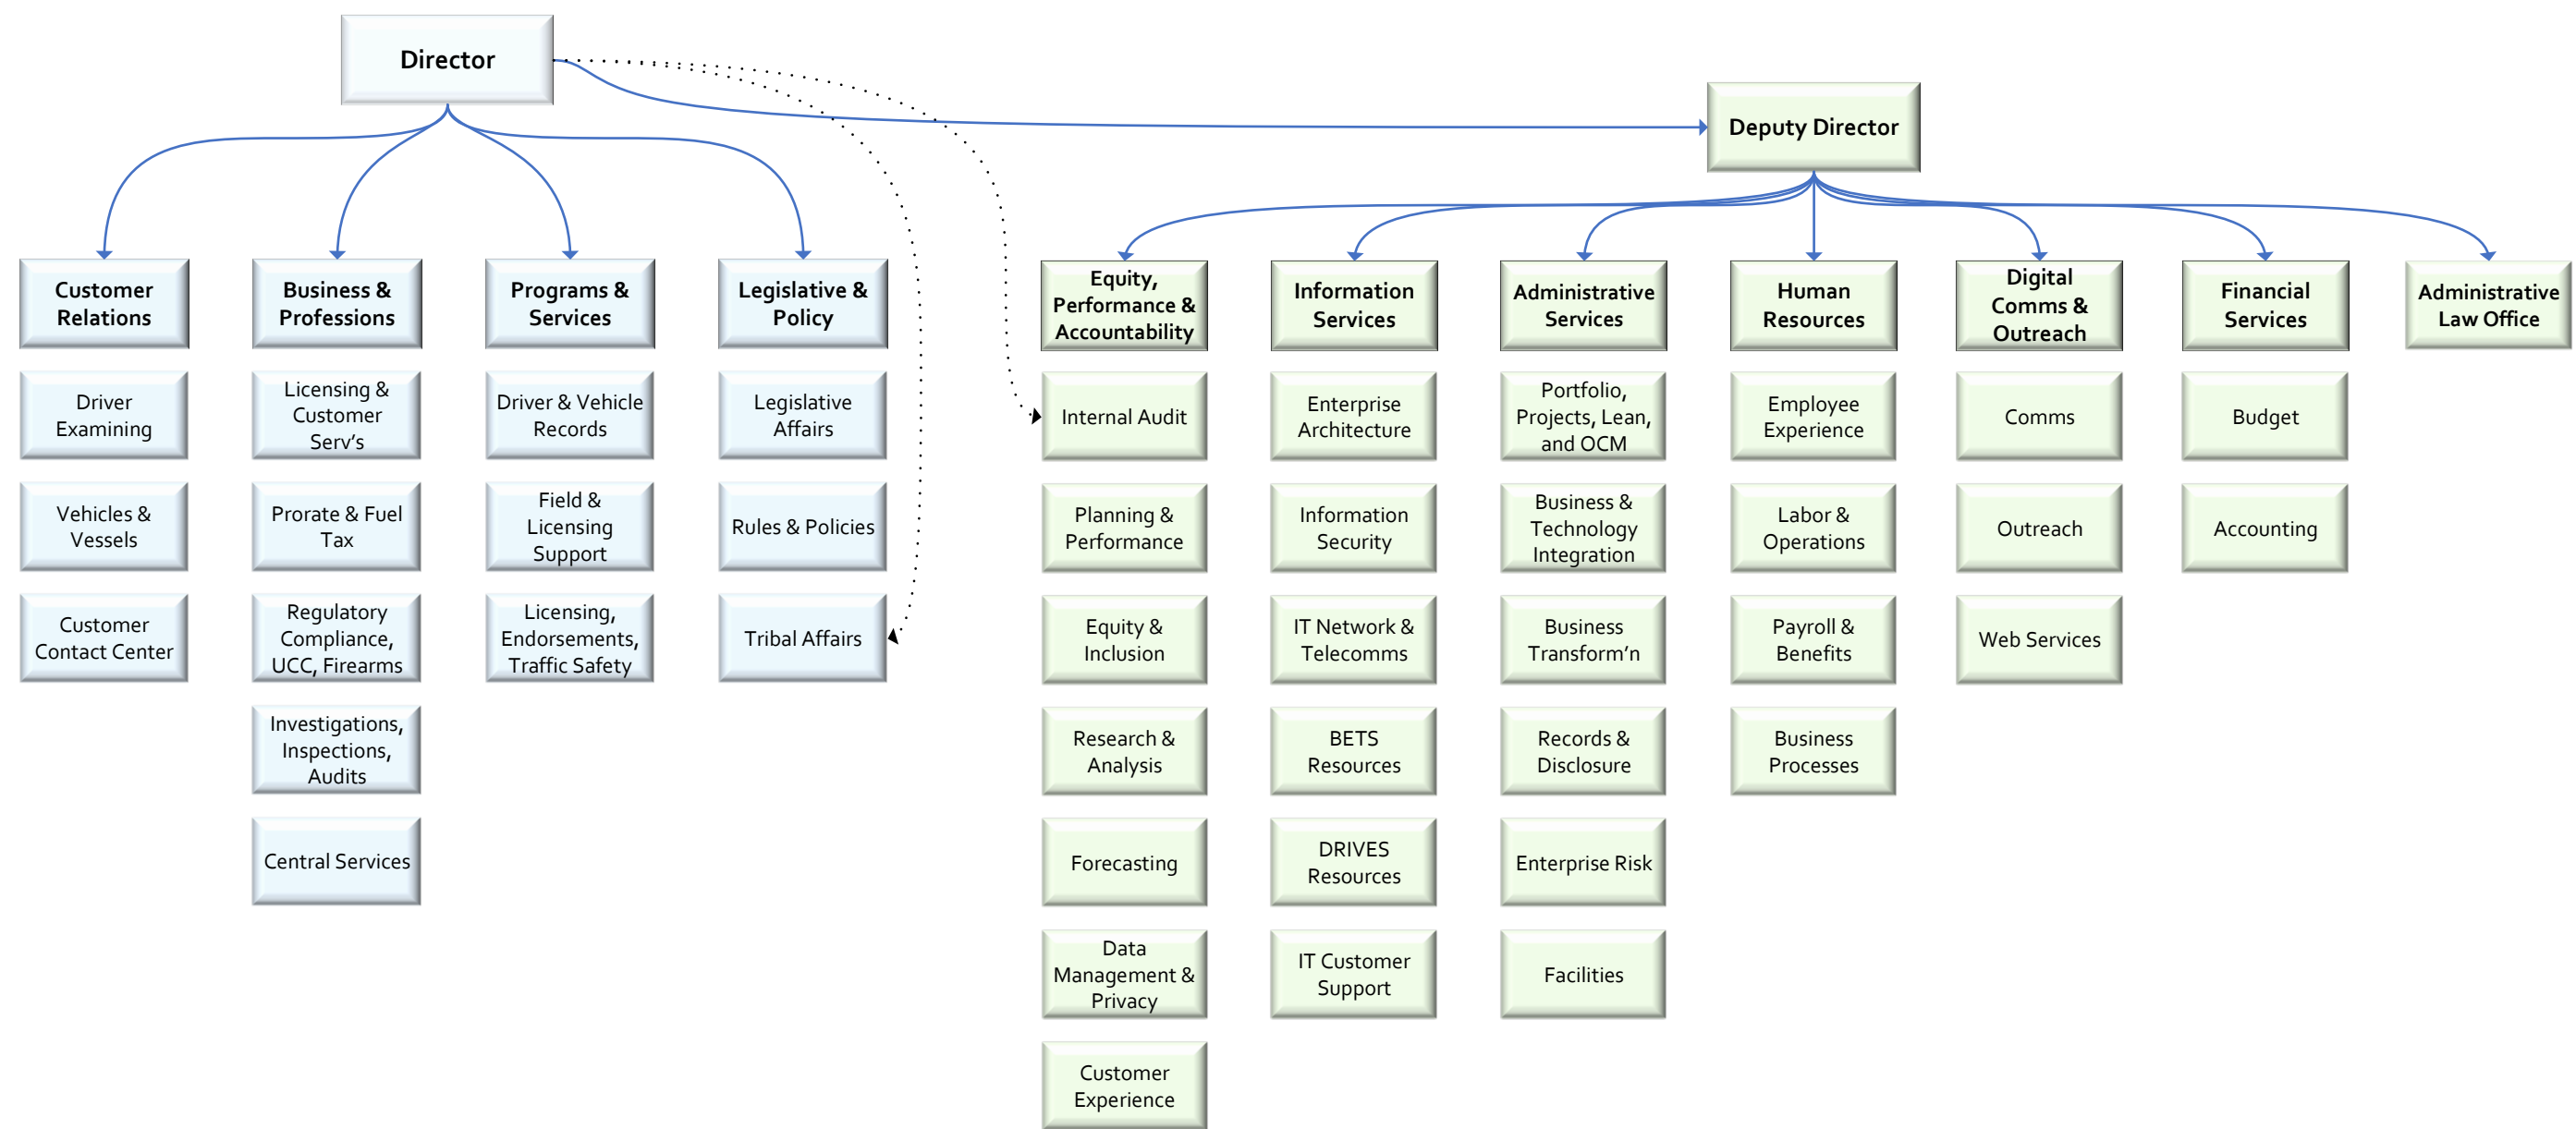 Director
Deputy Director
Customer
Relations
Business &
Professions
Programs &
Services
Legislative &
Policy
Equity,
Performance &
Accountability
Information
Services
Administrative
Services
Human
Resources
Digital
Comms &
Outreach
Financial
Services
Administrative
Law Office
Driver
Examining
Vehicles &
Vessels
Customer
Contact Center
Licensing &
Customer
Serv’s
Prorate & Fuel
Tax
Regulatory
Compliance,
UCC, Firearms
Investigations,
Inspections,
Audits
Central Services
Driver & Vehicle
Records
Field &
Licensing
Support
Licensing,
Endorsements,
Traffic Safety
Legislative
Affairs
Rules & Policies
Tribal Affairs
Internal Audit
Planning &
Performance
Equity &
Inclusion
Research &
Analysis
Forecasting
Data
Management &
Privacy
Customer
Experience
Enterprise
Architecture
Information
Security
IT Network &
Telecomms
BETS
Resources
DRIVES
Resources
IT Customer
Support
Portfolio,
Projects, Lean,
and OCM
Business &
Technology
Integration
Business
Transform’n
Records &
Disclosure
Enterprise Risk
Facilities
Employee
Experience
Labor &
Operations
Payroll &
Benefits
Business
Processes
Comms
Outreach
Web Services
Budget
Accounting